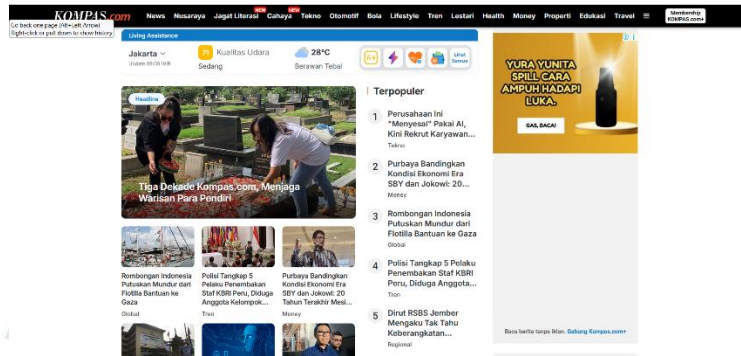 KOMPAS.com
News Nusaraya Jagat Literasi NEW Cahaya NEW Tekno Otomotif Bola Lifestyle Tren Lestari Health Money Properti Edukasi Travel
Membership
KOMPAS.com+
Go back one page (Alt+Left Arrow)
Right-click or pull down to show history
Living Assistance
Jakarta
71
Kualitas Udara
Sedang
28°C
Berawan Tebal
Lihat
Semua
Headline
Tiga Dekade Kompas.com, Menjaga
Warisan Para Pendiri
Rombongan Indonesia
Putuskan Mundur dari
Flotilla Bantuan ke
Gaza
Global
Polisi Tangkap 5
Pelaku Penembakan
Staf KBRI Peru, Diduga
Anggota Kelompok...
Tren
Purbaya Bandingkan
Kondisi Ekonomi Era
SBY dan Jokowi: 20
Tahun Terakhir Mesi...
Money
Terpopuler
1
Perusahaan Ini
"Menyesal" Pakai AI,
Kini Rekrut Karyawan...
Tekno
2
Purbaya Bandingkan
Kondisi Ekonomi Era
SBY dan Jokowi: 20...
Money
3
Rombongan Indonesia
Putuskan Mundur dari
Flotilla Bantuan ke Gaza
Global
4
Polisi Tangkap 5 Pelaku
Penembakan Staf KBRI
Peru, Diduga Anggota...
Tren
5
Dirut RSBS Jember
Mengaku Tak Tahu
Keberangkatan...
Regional
YURA YUNITA
SPILL CARA
AMPUH HADAPI
LUKA.
GAS, BACA!
Baca berita tanpa iklan. Gabung Kompas.com+